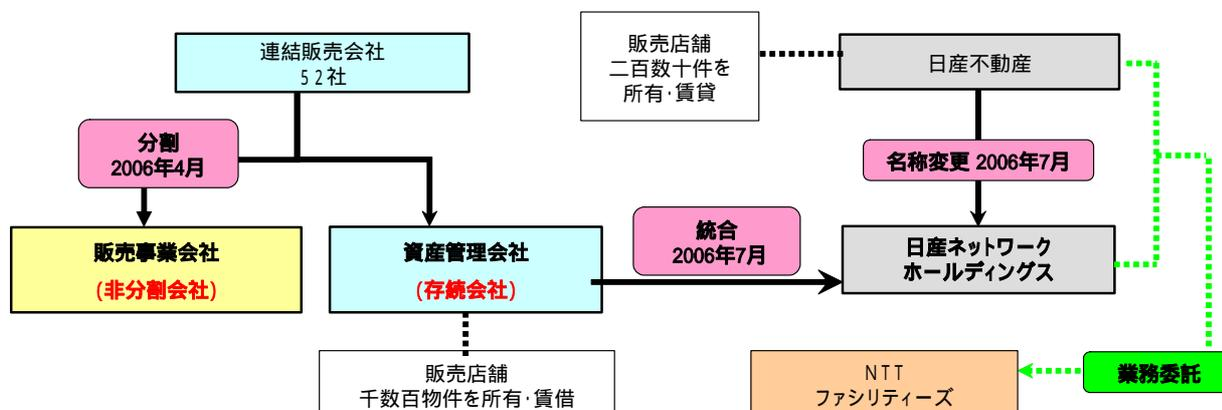 連結販売会社
52社
販売店舗
二百数十件を
所有・賃貸
日産不動産
分割
2006年4月
名称変更 2006年7月
販売事業会社
(非分割会社)
資産管理会社
(存続会社)
統合
2006年7月
日産ネットワーク
ホールディングス
販売店舗
千数百物件を所有・賃借
NTT
ファシリティーズ
業務委託